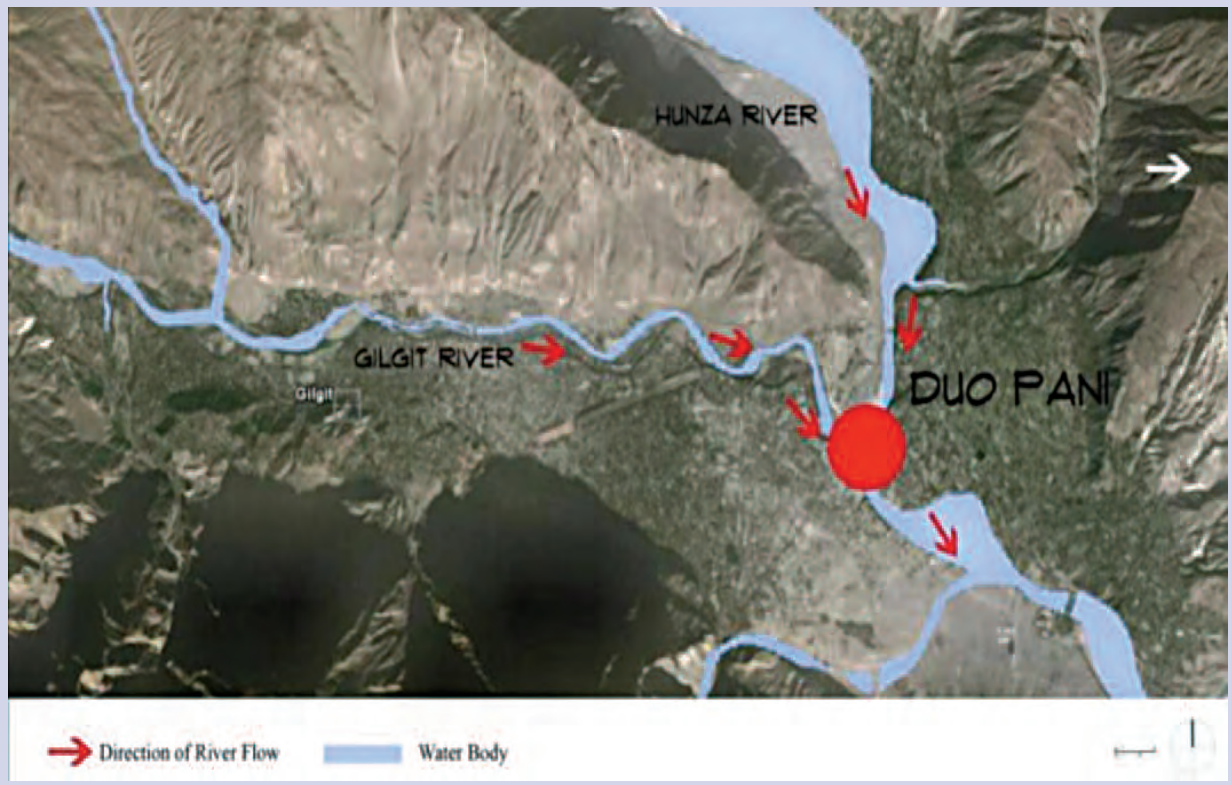 HUNZA RIVER
GILGIT RIVER
DUO PANI
Gilgit
Direction of River Flow
Water Body